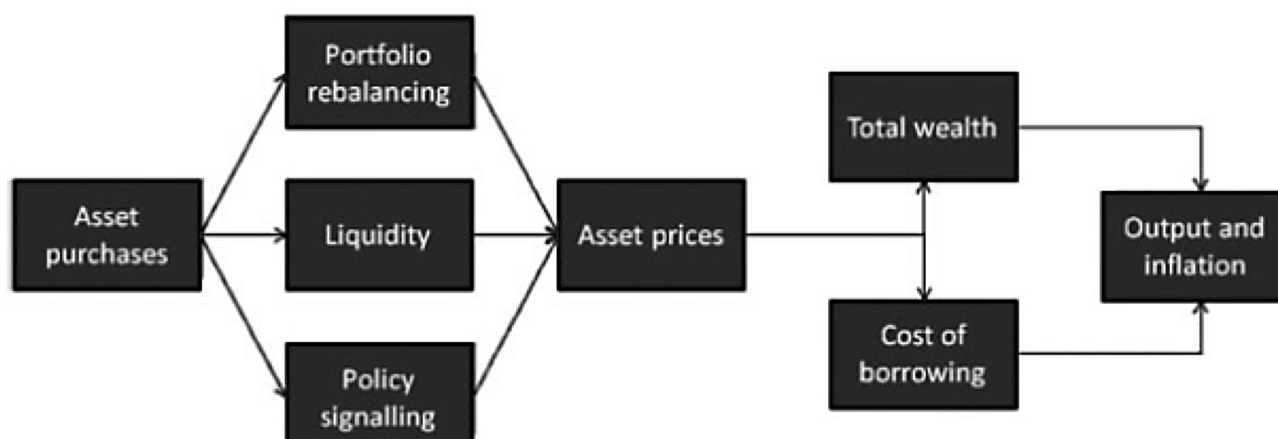 Asset
purchases
Portfolio
rebalancing
Liquidity
Policy
signalling
Asset prices
Total wealth
Cost of
borrowing
Output and
inflation